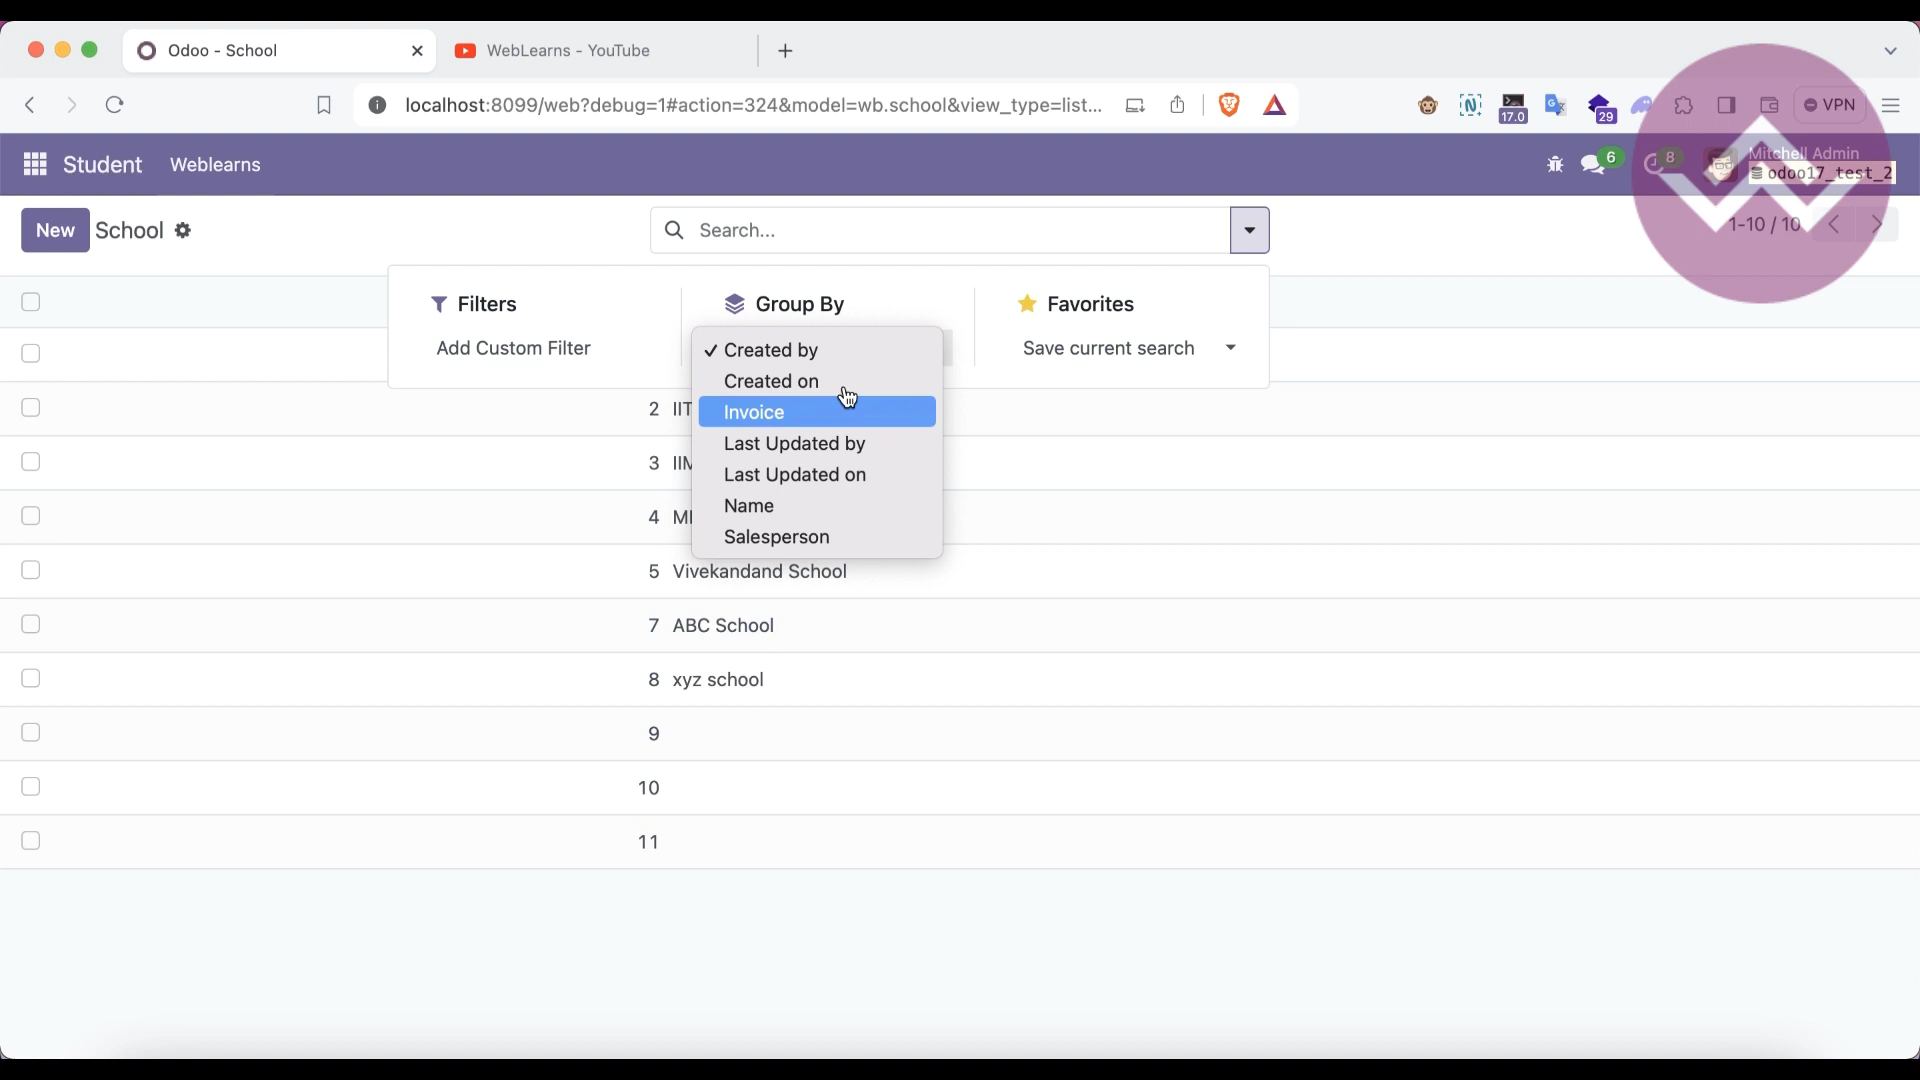 Odoo - School
WebLearns - YouTube
localhost:8099/web?debug=1#action=324&model=wb.school&view_type=list...
17.0
29
VPN
Student
Weblearns
6
8
Mitchell Admin
odoo17_test_2
New
School
Search...
1-10 / 10
Filters
Group By
Favorites
Add Custom Filter
Save current search
✓ Created by
Created on
Invoice
Last Updated by
Last Updated on
Name
Salesperson
2 IIT
3
4
5 Vivekandand School
7 ABC School
8 xyz school
9
10
11